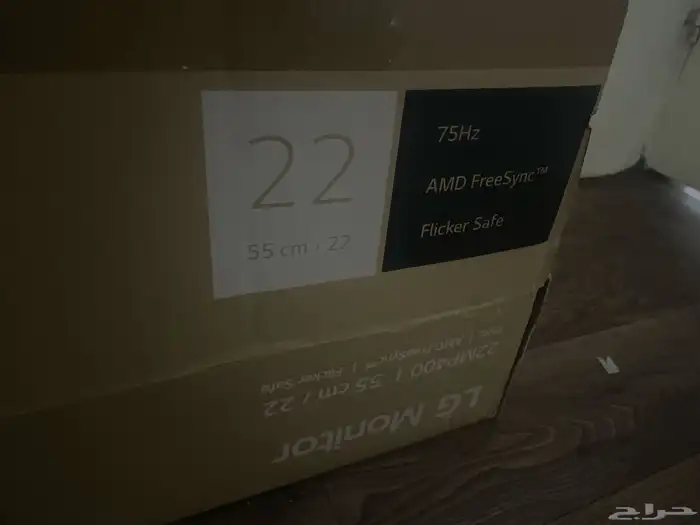 22
55 cm / 22
75Hz
AMD FreeSync™
Flicker Safe
LG Monitor
22MP400 | 55 cm / 22
75Hz | AMD FreeSync™ | Flicker Safe
حراج